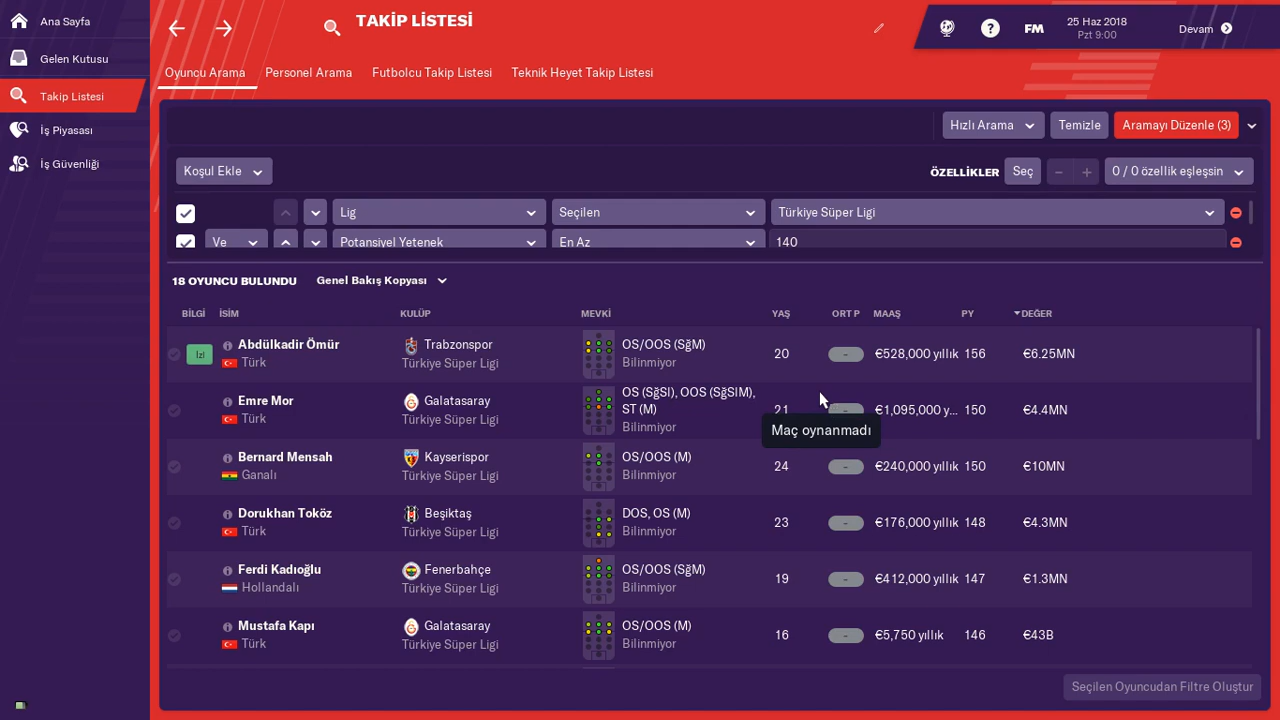 Ana Sayfa
Gelen Kutusu
Takip Listesi
İş Piyasası
İş Güvenliği
TAKİP LİSTESİ
FM
25 Haz 2018
Pzt 9:00
Devam
Oyuncu Arama Personel Arama Futbolcu Takip Listesi Teknik Heyet Takip Listesi
Hızlı Arama Temizle Aramayı Düzenle (3)
Koşul Ekle ÖZELLİKLER Seç − + 0 / 0 özellik eşleşsin
Lig Seçilen Türkiye Süper Ligi
Ve Potansiyel Yetenek En Az 140
18 OYUNCU BULUNDU Genel Bakış Kopyası
BİLGİ İSİM KULÜP MEVKİ YAŞ ORT P MAAŞ PY DEĞER
İzl Abdülkadir Ömür Trabzonspor OS/OOS (SğM) 20 - €528,000 yıllık 156 €6.25MN
Türk Türkiye Süper Ligi Bilinmiyor
Emre Mor Galatasaray OS (SğSl), OOS (SğSlM), ST (M) 21 - €1,095,000 y... 150 €4.4MN
Türk Türkiye Süper Ligi Bilinmiyor
Maç oynanmadı
Bernard Mensah Kayserispor OS/OOS (M) 24 - €240,000 yıllık 150 €10MN
Ganalı Türkiye Süper Ligi Bilinmiyor
Dorukhan Toköz Beşiktaş DOS, OS (M) 23 - €176,000 yıllık 148 €4.3MN
Türk Türkiye Süper Ligi Bilinmiyor
Ferdi Kadıoğlu Fenerbahçe OS/OOS (SğM) 19 - €412,000 yıllık 147 €1.3MN
Hollandalı Türkiye Süper Ligi Bilinmiyor
Mustafa Kapı Galatasaray OS/OOS (M) 16 - €5,750 yıllık 146 €43B
Türk Türkiye Süper Ligi Bilinmiyor
Seçilen Oyuncudan Filtre Oluştur